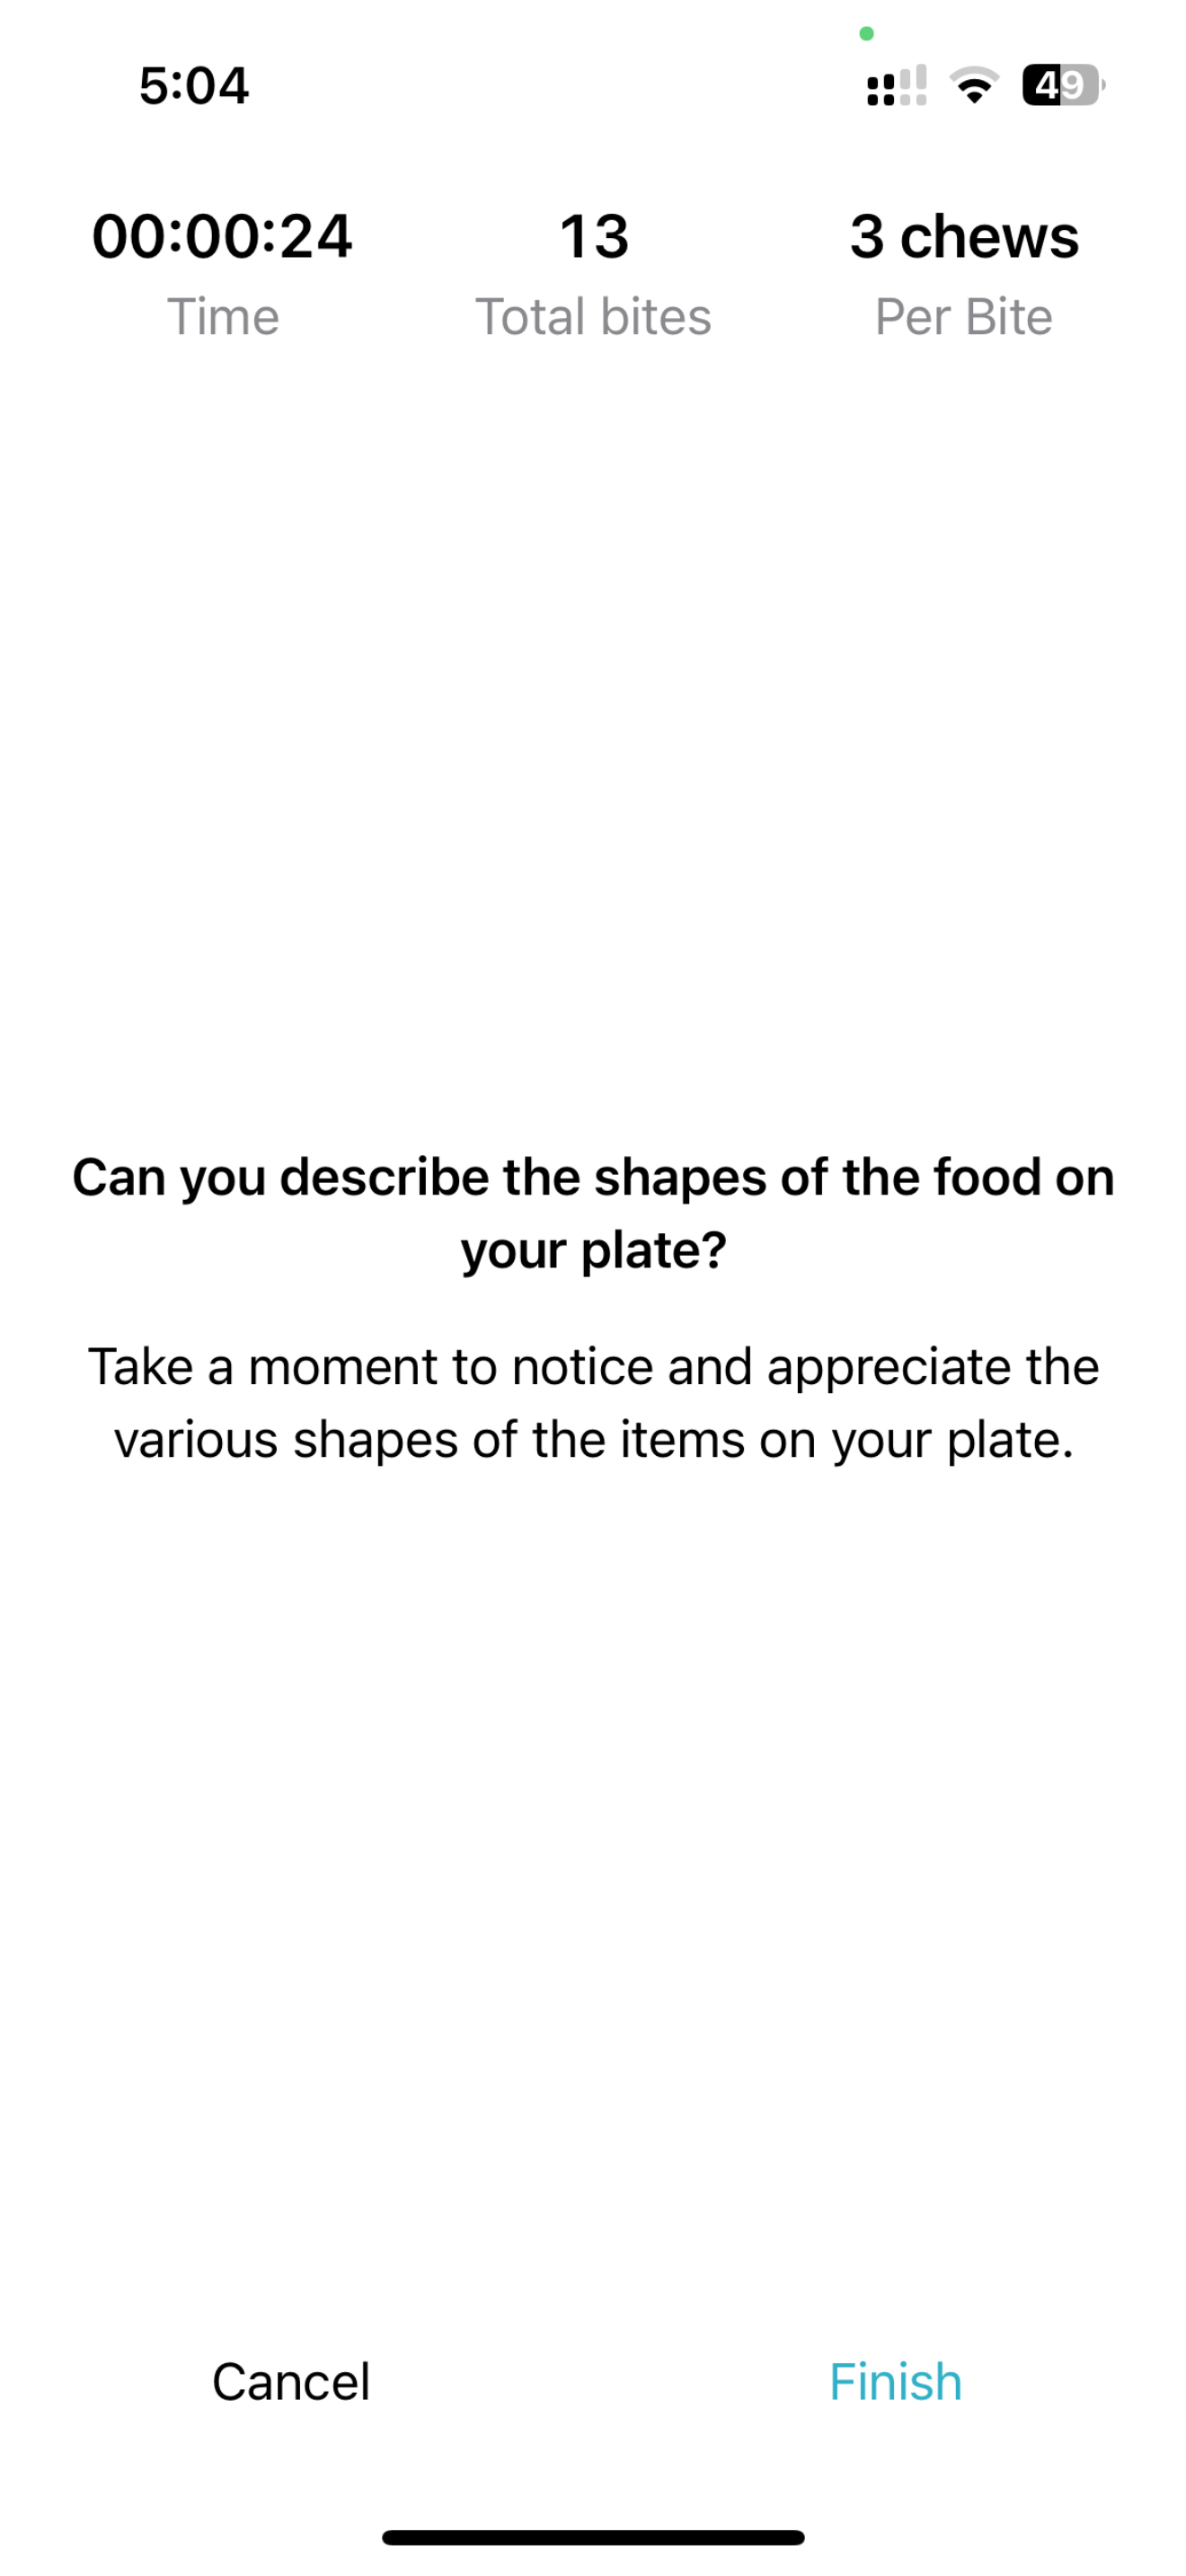 5:04
49
00:00:24 13 3 chews
Time Total bites Per Bite
Can you describe the shapes of the food on
your plate?
Take a moment to notice and appreciate the
various shapes of the items on your plate.
Cancel Finish